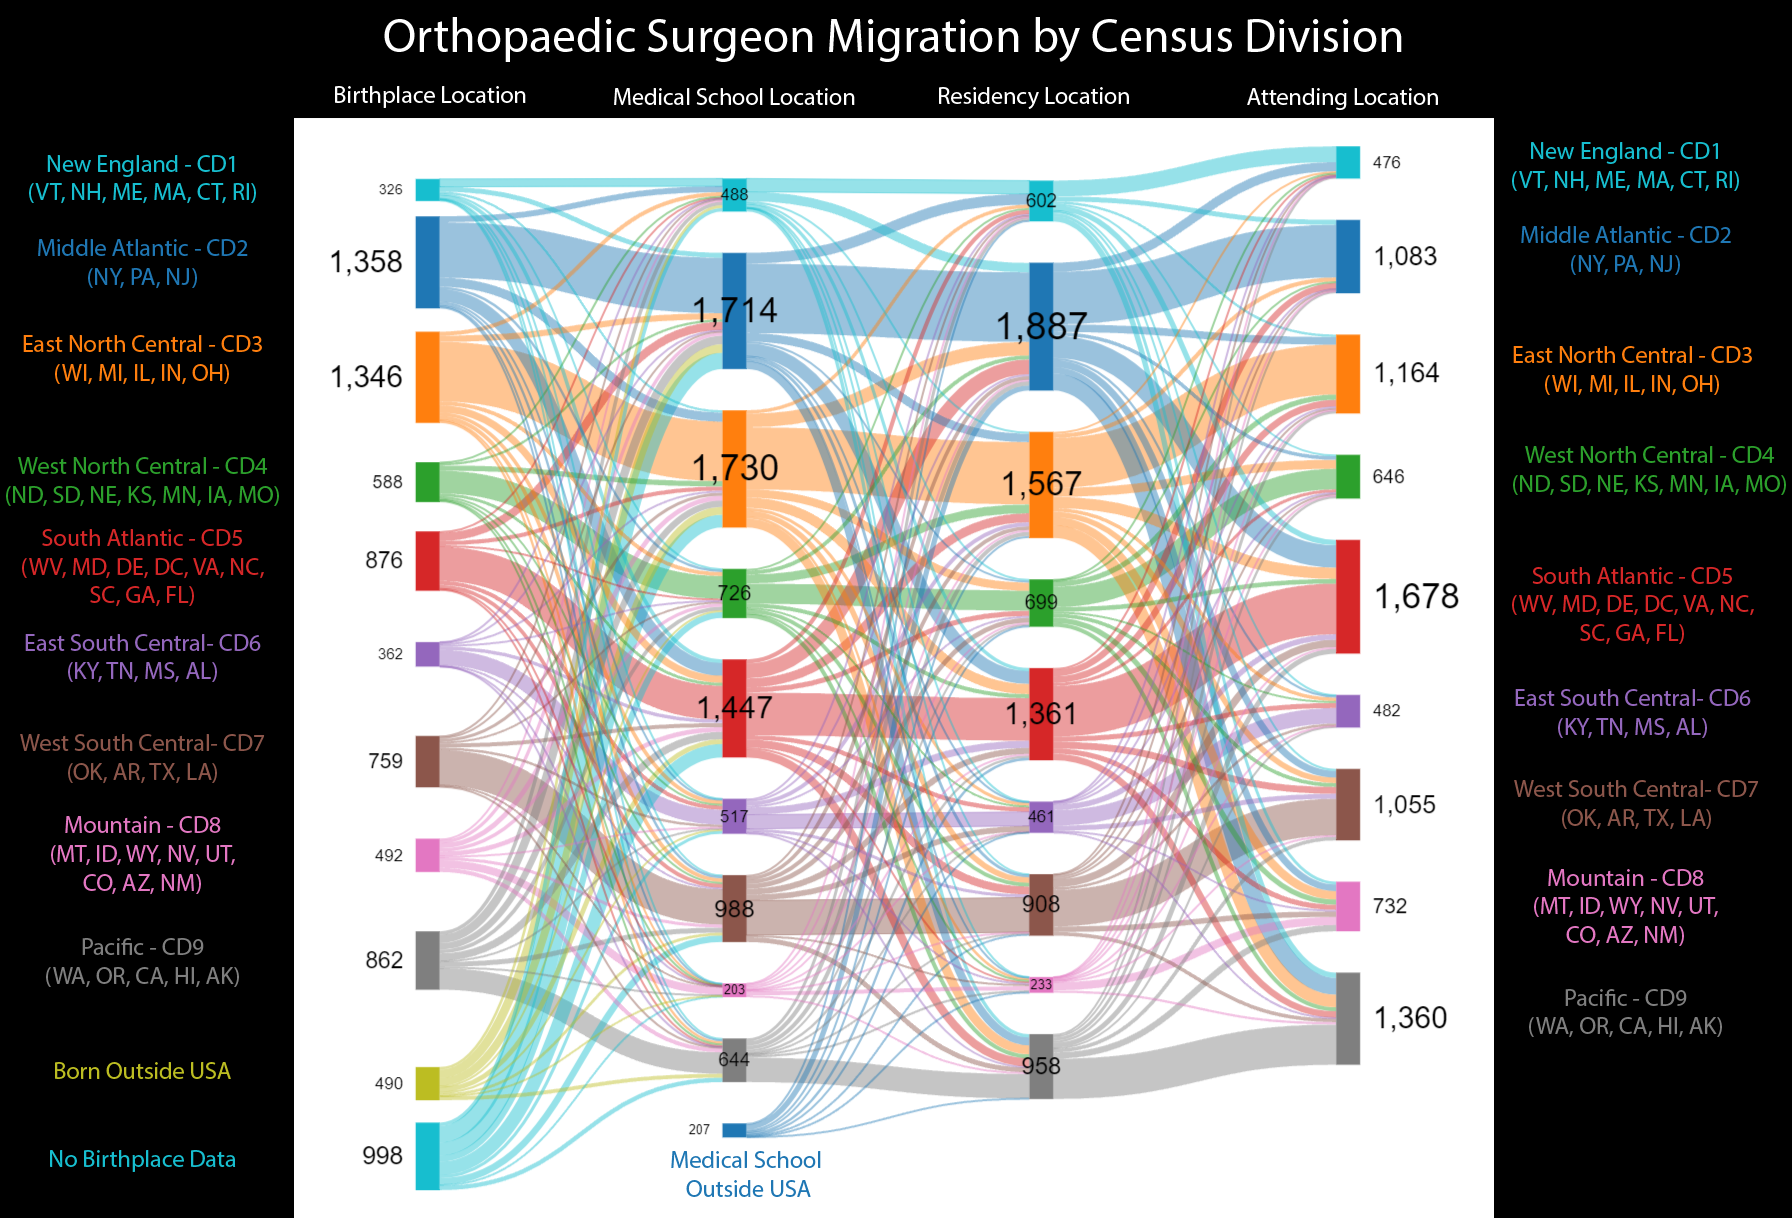 Orthopaedic Surgeon Migration by Census Division
Birthplace Location
Medical School Location
Residency Location
Attending Location
New England - CD1
(VT, NH, ME, MA, CT, RI)
Middle Atlantic - CD2
(NY, PA, NJ)
East North Central - CD3
(WI, MI, IL, IN, OH)
West North Central - CD4
(ND, SD, NE, KS, MN, IA, MO)
South Atlantic - CD5
(WV, MD, DE, DC, VA, NC,
SC, GA, FL)
East South Central- CD6
(KY, TN, MS, AL)
West South Central- CD7
(OK, AR, TX, LA)
Mountain - CD8
(MT, ID, WY, NV, UT,
CO, AZ, NM)
Pacific - CD9
(WA, OR, CA, HI, AK)
Born Outside USA
No Birthplace Data
326
1,358
1,346
588
876
362
759
492
862
490
998
488
1,714
1,730
726
1,447
517
988
203
644
207
Medical School
Outside USA
602
1,887
1,567
699
1,361
461
908
233
958
476
1,083
1,164
646
1,678
482
1,055
732
1,360
New England - CD1
(VT, NH, ME, MA, CT, RI)
Middle Atlantic - CD2
(NY, PA, NJ)
East North Central - CD3
(WI, MI, IL, IN, OH)
West North Central - CD4
(ND, SD, NE, KS, MN, IA, MO)
South Atlantic - CD5
(WV, MD, DE, DC, VA, NC,
SC, GA, FL)
East South Central- CD6
(KY, TN, MS, AL)
West South Central- CD7
(OK, AR, TX, LA)
Mountain - CD8
(MT, ID, WY, NV, UT,
CO, AZ, NM)
Pacific - CD9
(WA, OR, CA, HI, AK)